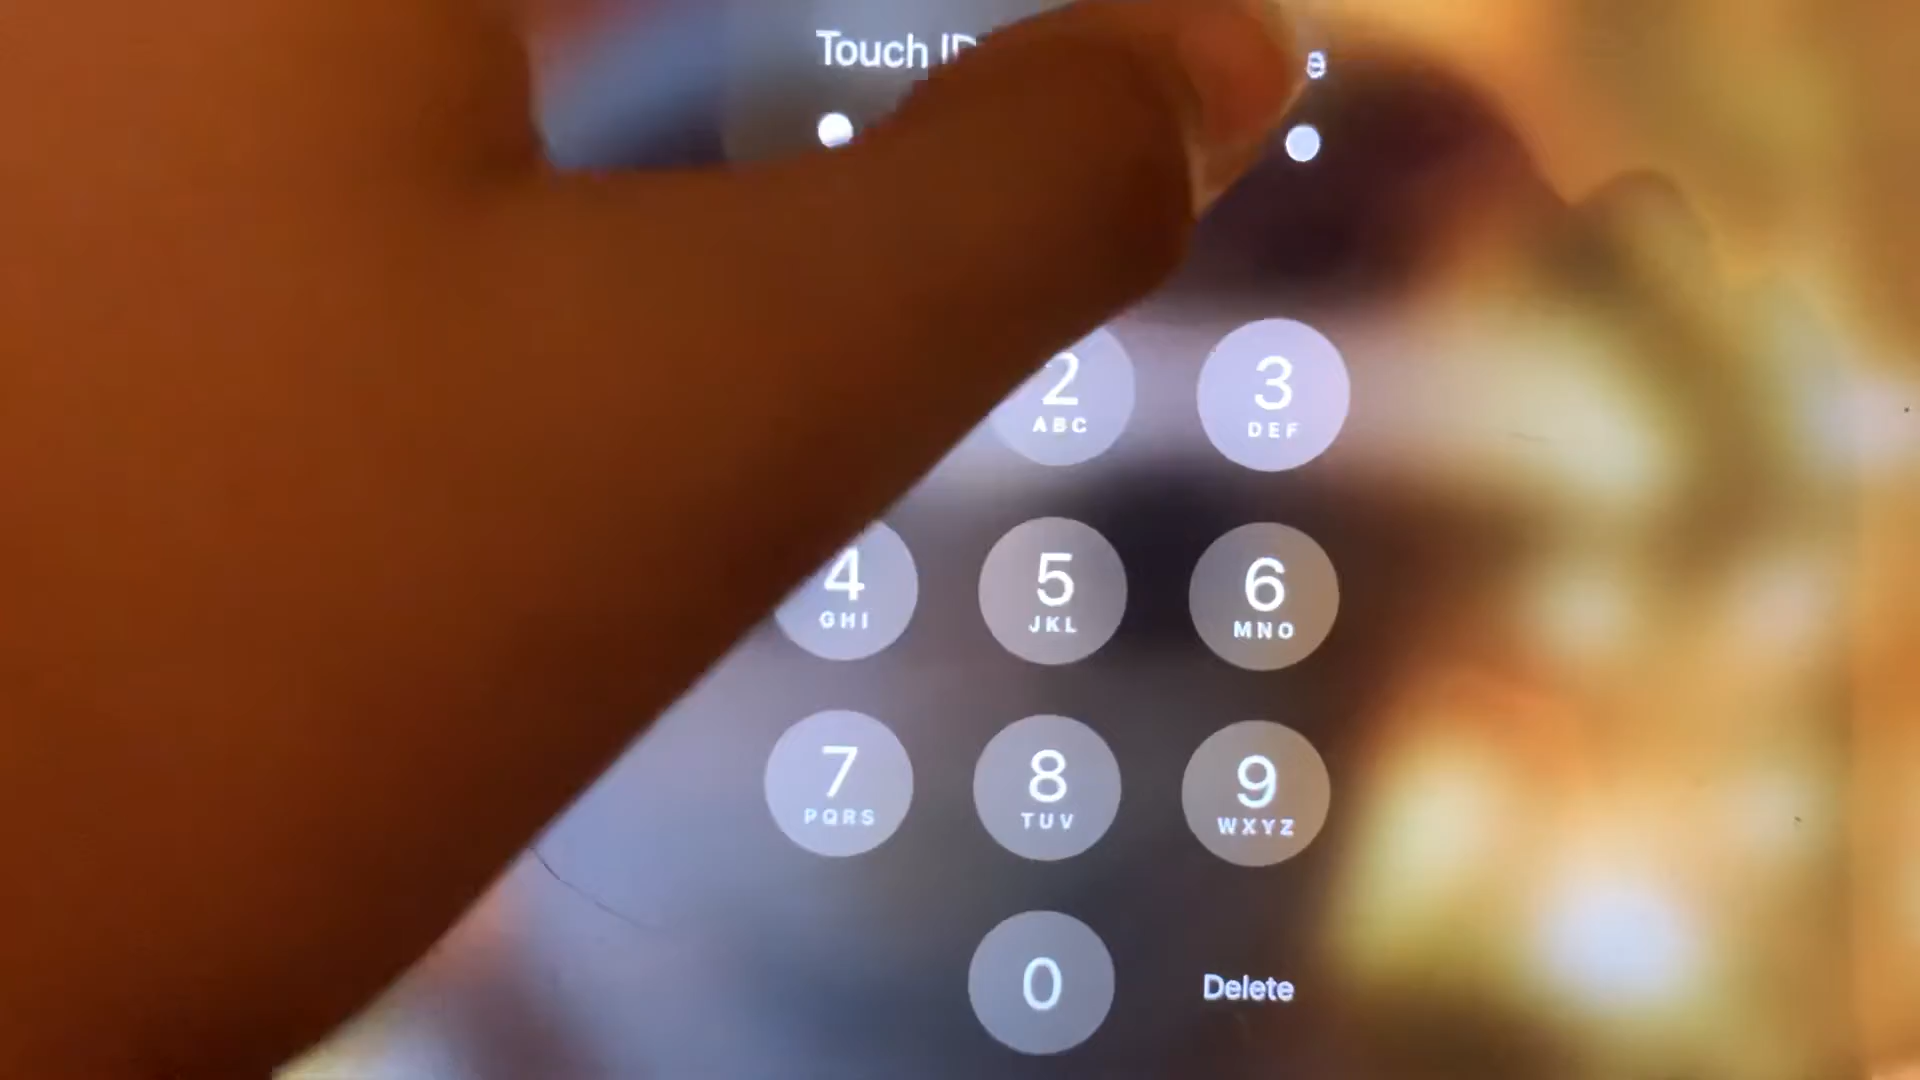 Touch ID
2 3
ABC DEF
4 5 6
GHI JKL MNO
7 8 9
PQRS TUV WXYZ
0 Delete